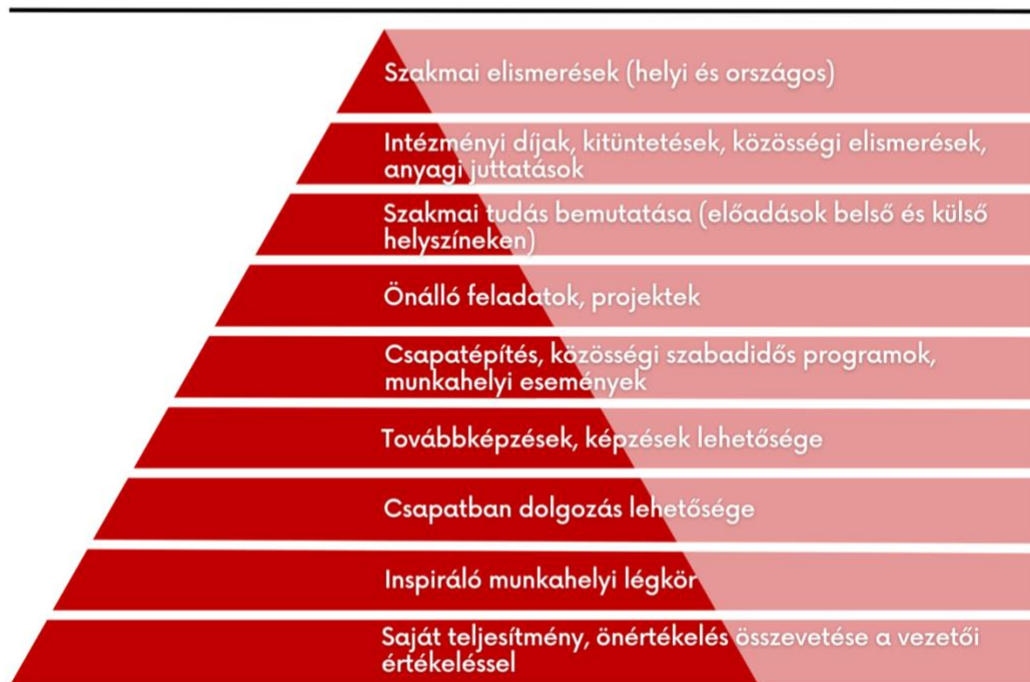 Szakmai elismerések (helyi és országos)
Intézményi díjak, kitüntetések, közösségi elismerések,
anyagi juttatások
Szakmai tudás bemutatása (előadások belső és külső
helyszíneken)
Önálló feladatok, projektek
Csapatépítés, közösségi szabadidős programok,
munkahelyi események
Továbbképzések, képzések lehetősége
Csapatban dolgozás lehetősége
Inspiráló munkahelyi légkör
Saját teljesítmény, önértékelés összevetése a vezetői
értékeléssel